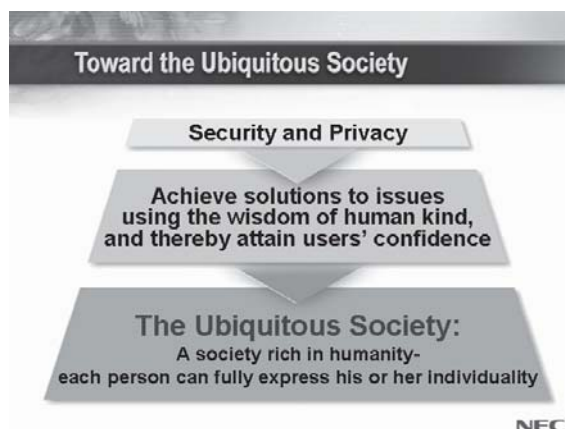 Toward the Ubiquitous Society
Security and Privacy
Achieve solutions to issues
using the wisdom of human kind,
and thereby attain users' confidence
The Ubiquitous Society:
A society rich in humanity-
each person can fully express his or her individuality
NEC